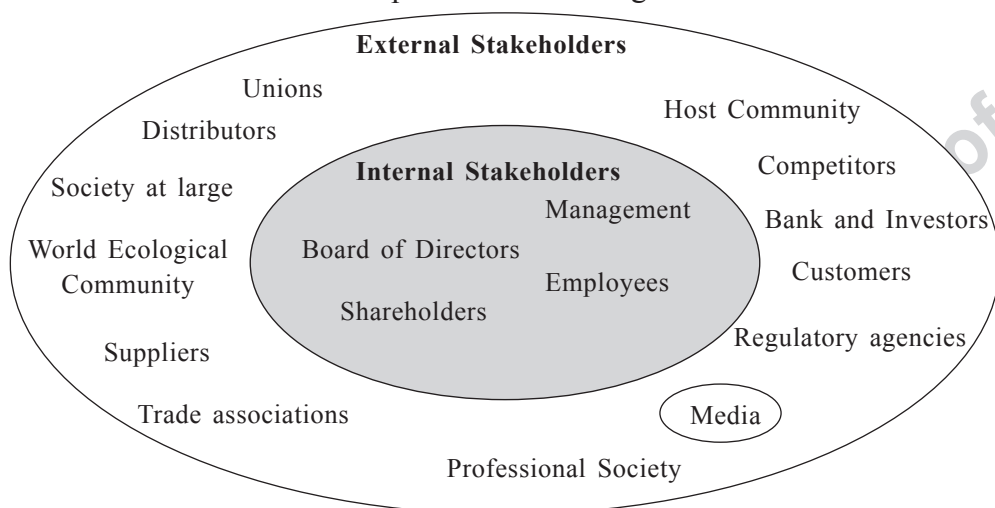 External Stakeholders
Unions
Host Community
Distributors
Competitors
Internal Stakeholders
Society at large
Management
Bank and Investors
Board of Directors
World Ecological
Community
Customers
Employees
Shareholders
Regulatory agencies
Suppliers
Trade associations
Media
Professional Society
of